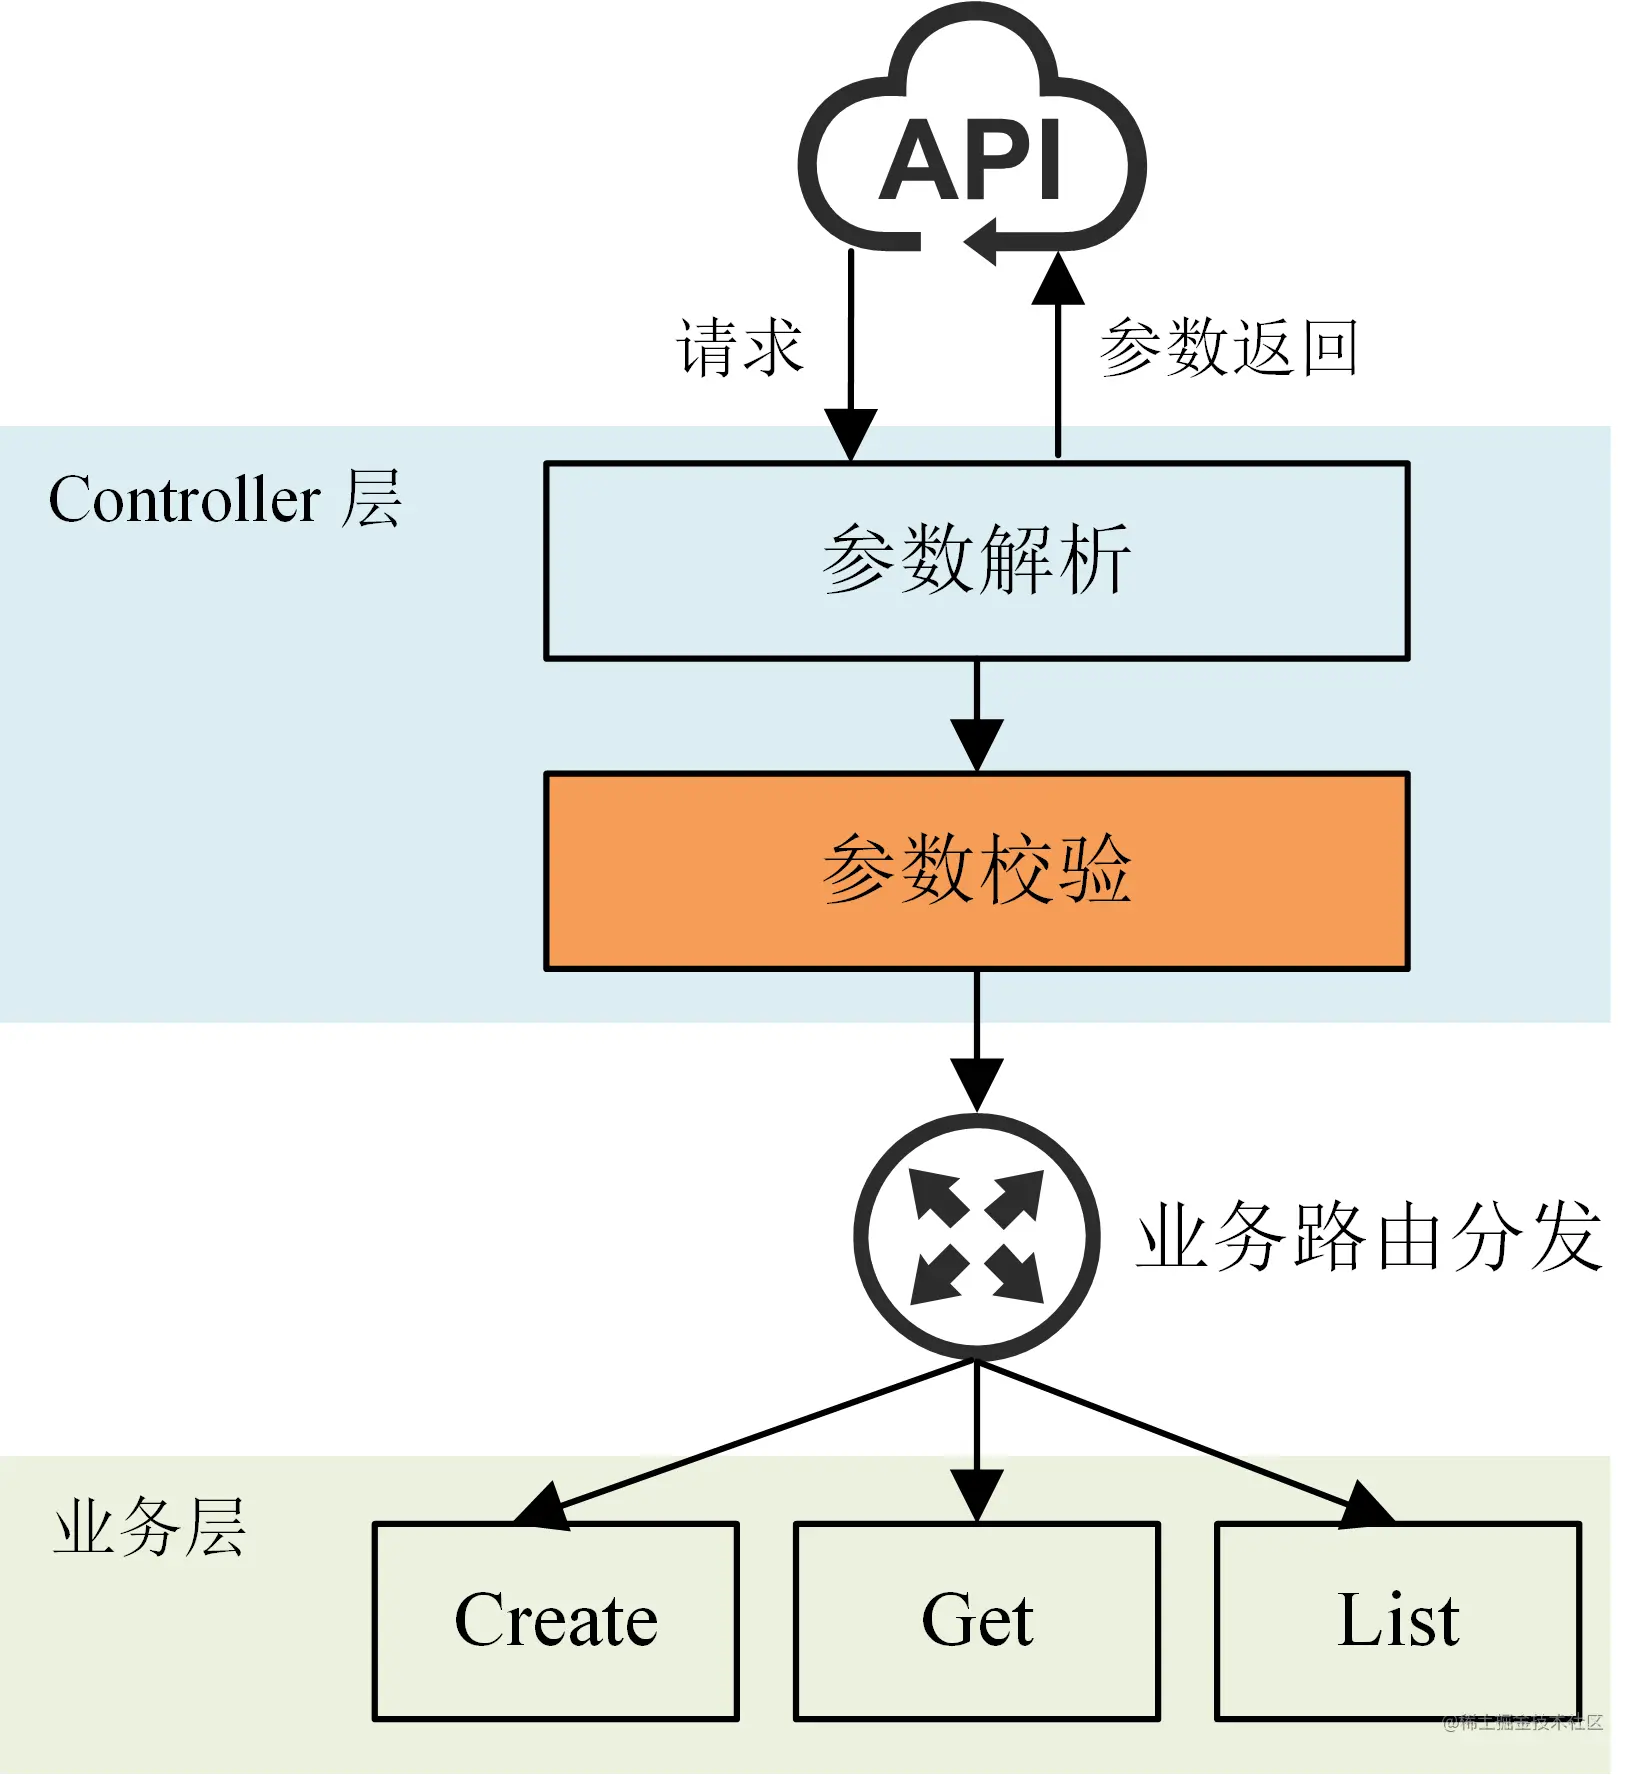 API
请求
参数返回
Controller 层
参数解析
参数校验
业务路由分发
业务层
Create
Get
List
@稀土掘金技术社区